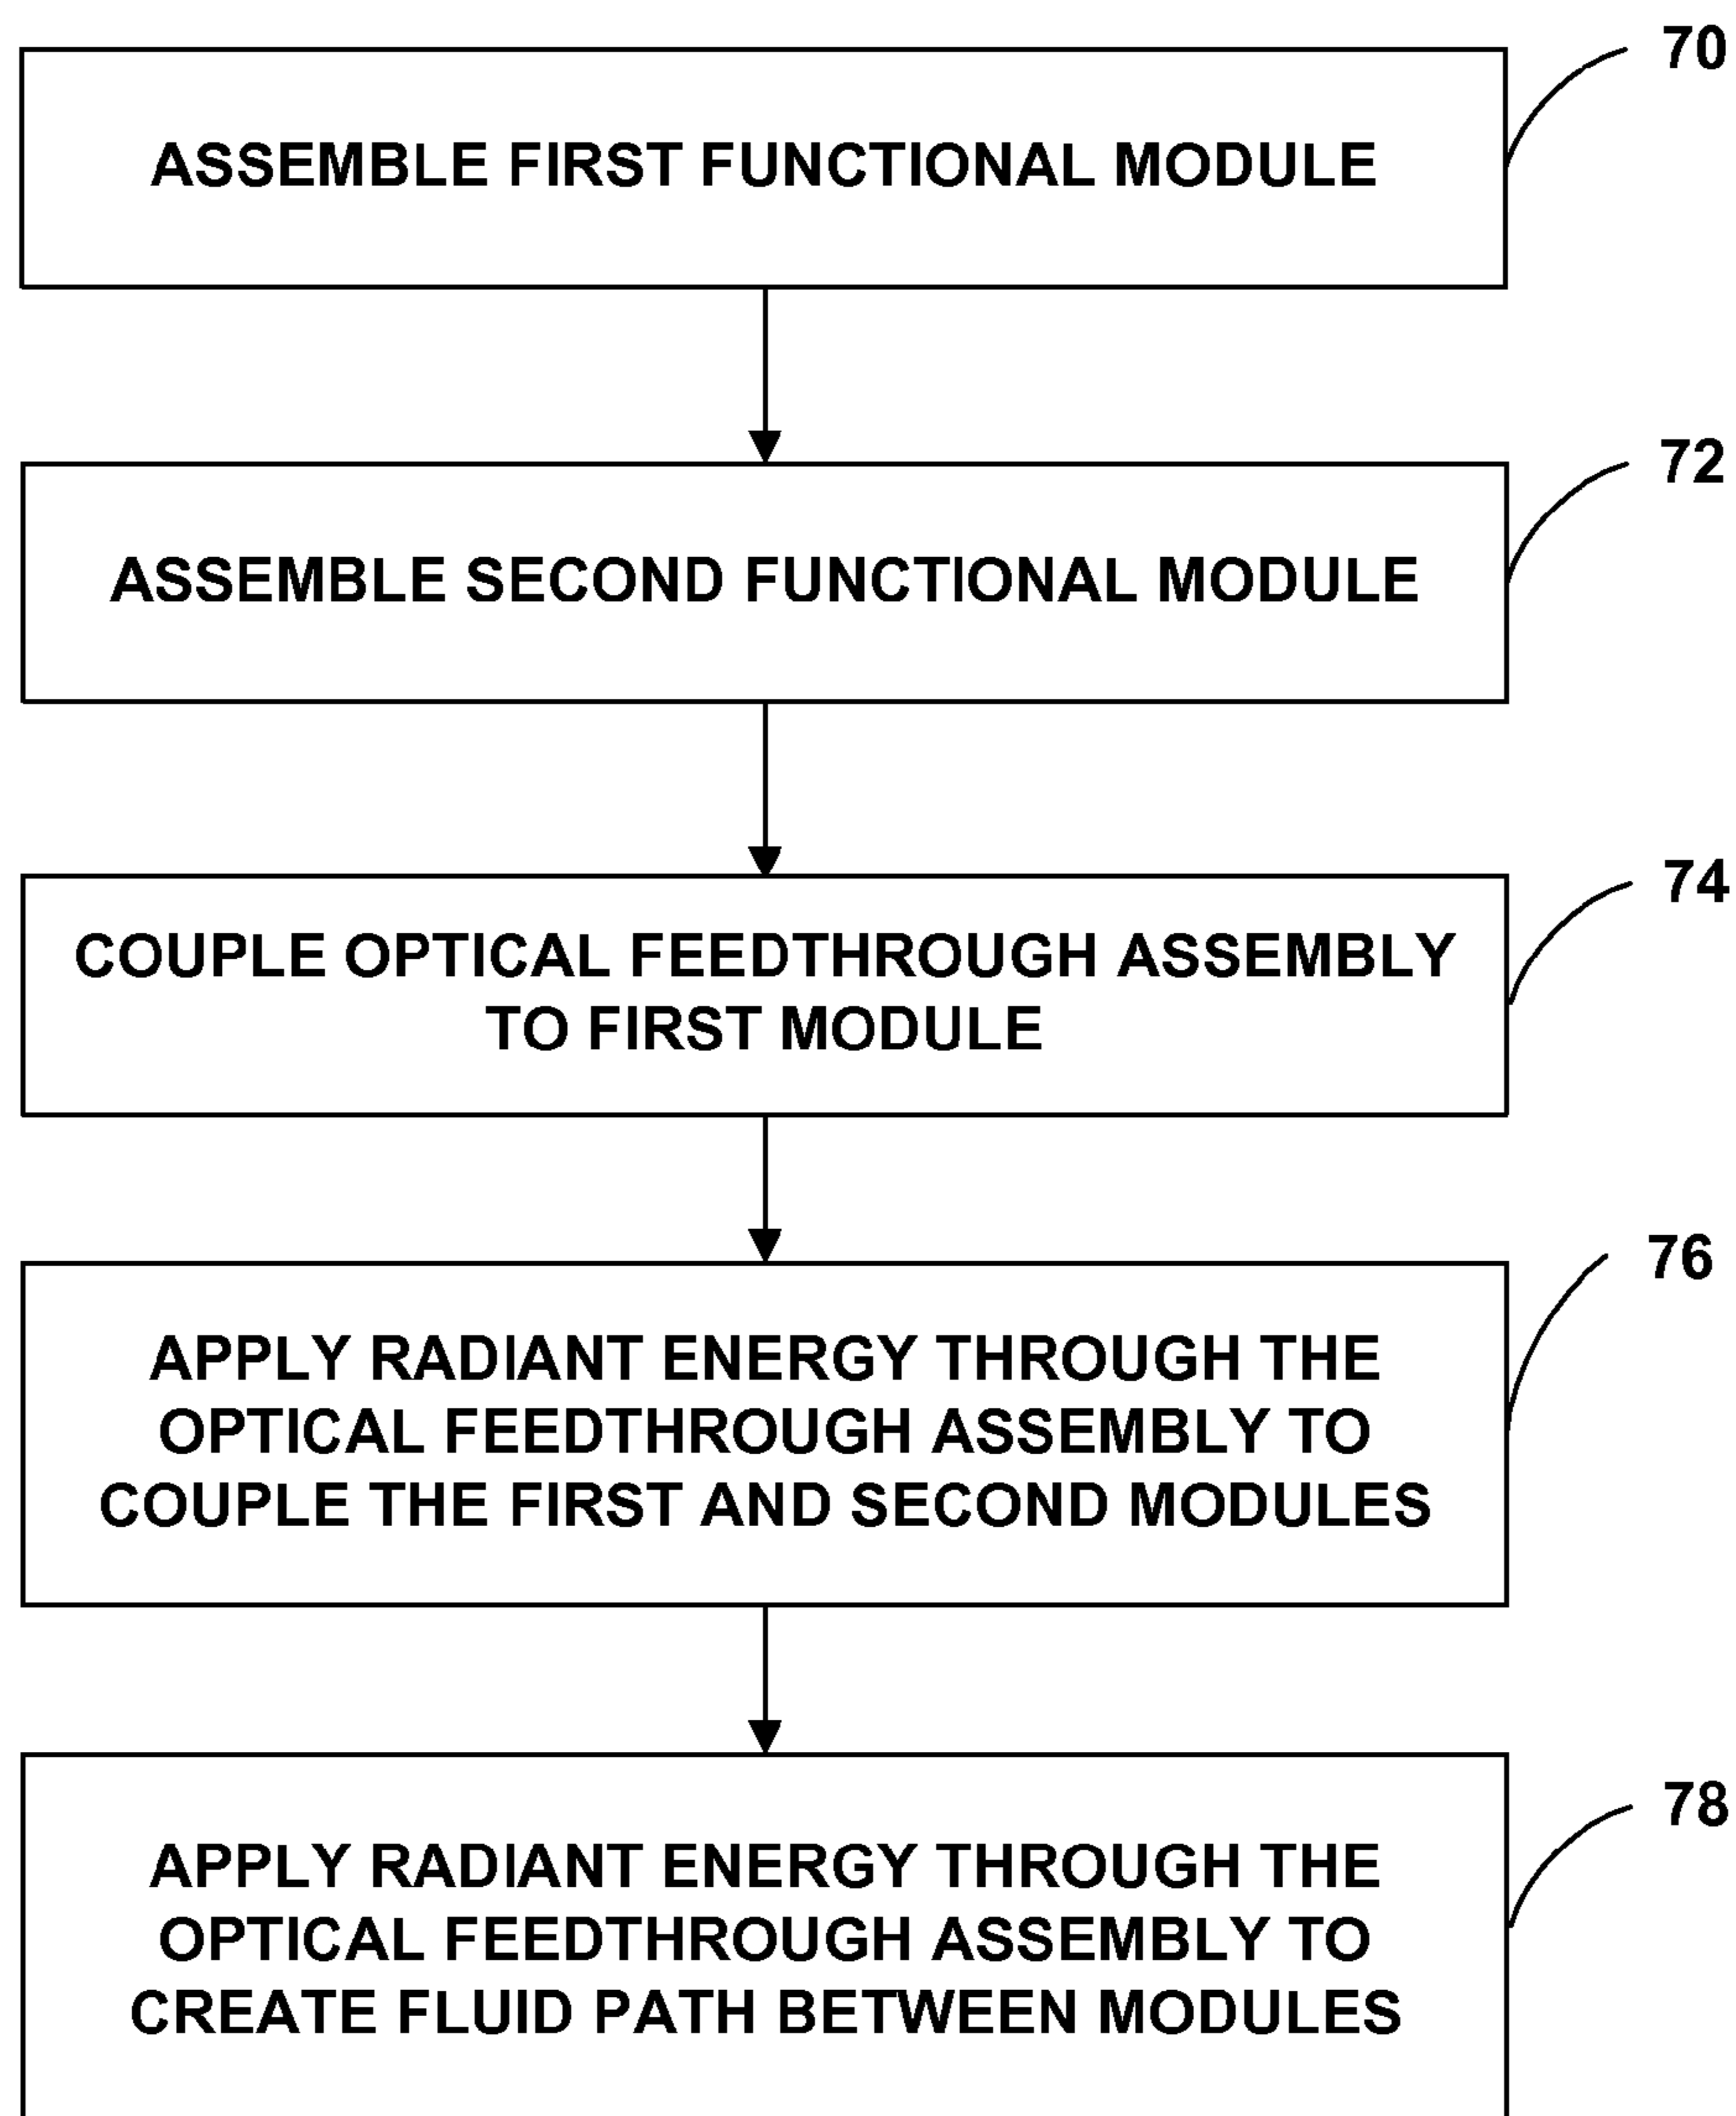 70
ASSEMBLE FIRST FUNCTIONAL MODULE
72
ASSEMBLE SECOND FUNCTIONAL MODULE
74
COUPLE OPTICAL FEEDTHROUGH ASSEMBLY
TO FIRST MODULE
76
APPLY RADIANT ENERGY THROUGH THE
OPTICAL FEEDTHROUGH ASSEMBLY TO
COUPLE THE FIRST AND SECOND MODULES
78
APPLY RADIANT ENERGY THROUGH THE
OPTICAL FEEDTHROUGH ASSEMBLY TO
CREATE FLUID PATH BETWEEN MODULES